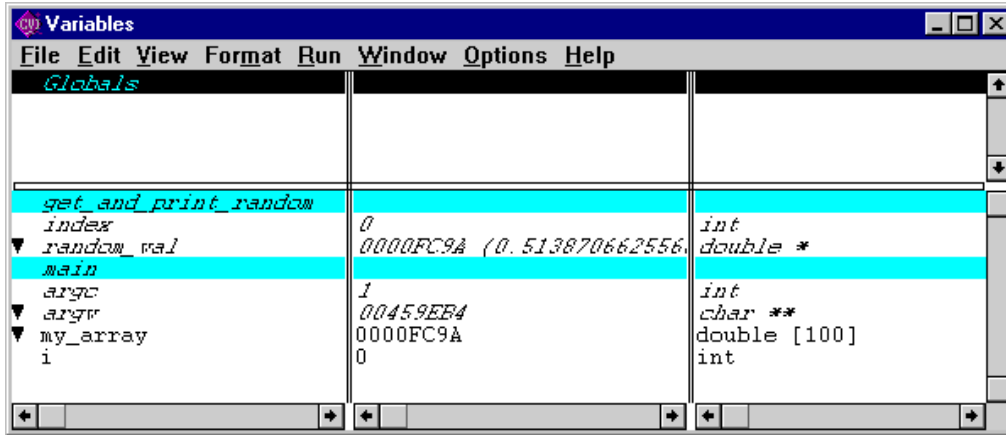 CVI Variables
File Edit View Format Run Window Options Help
Globals
get_and_print_random
index 0 int
random_val 0000FC9A (0.513870662556 double *
main
argc 1 int
argv 00459EB4 char **
my_array 0000FC9A double [100]
i 0 int